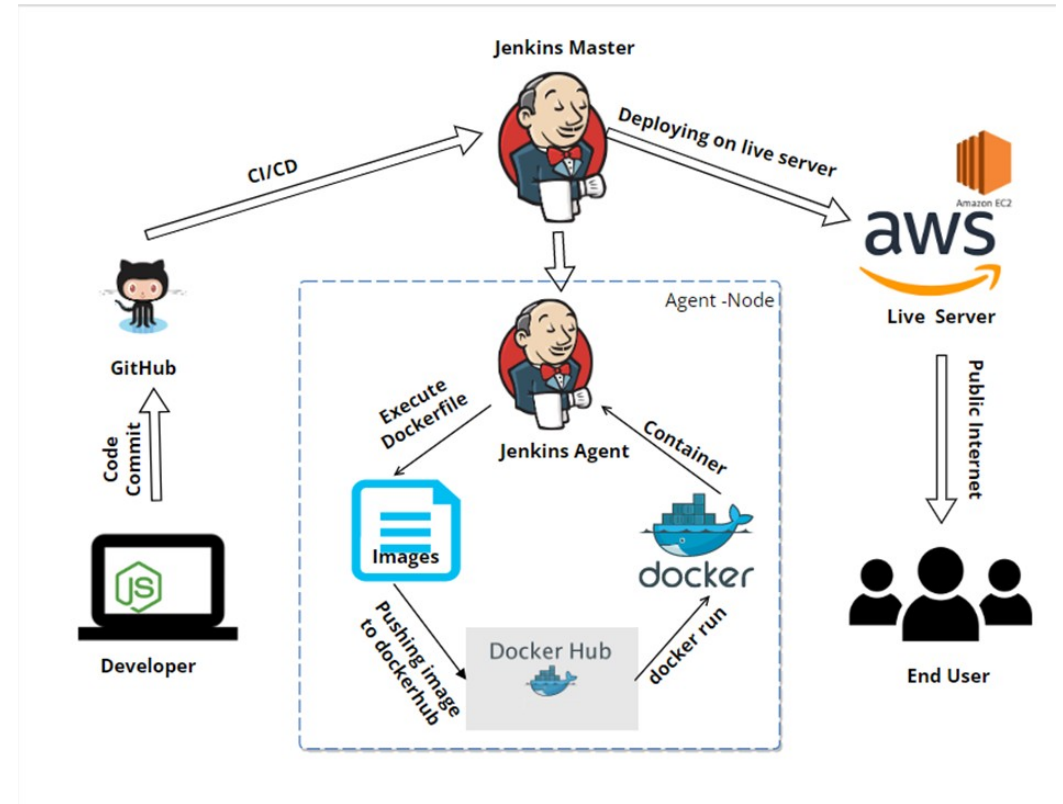 Jenkins Master
CI/CD
Deploying on live server
Amazon EC2
aws
Live Server
GitHub
Code
Commit
JS
Developer
Agent -Node
Jenkins Agent
Execute
Dockerfile
Images
Pushing image
to dockerhub
Docker Hub
docker run
docker
Container
Public Internet
End User